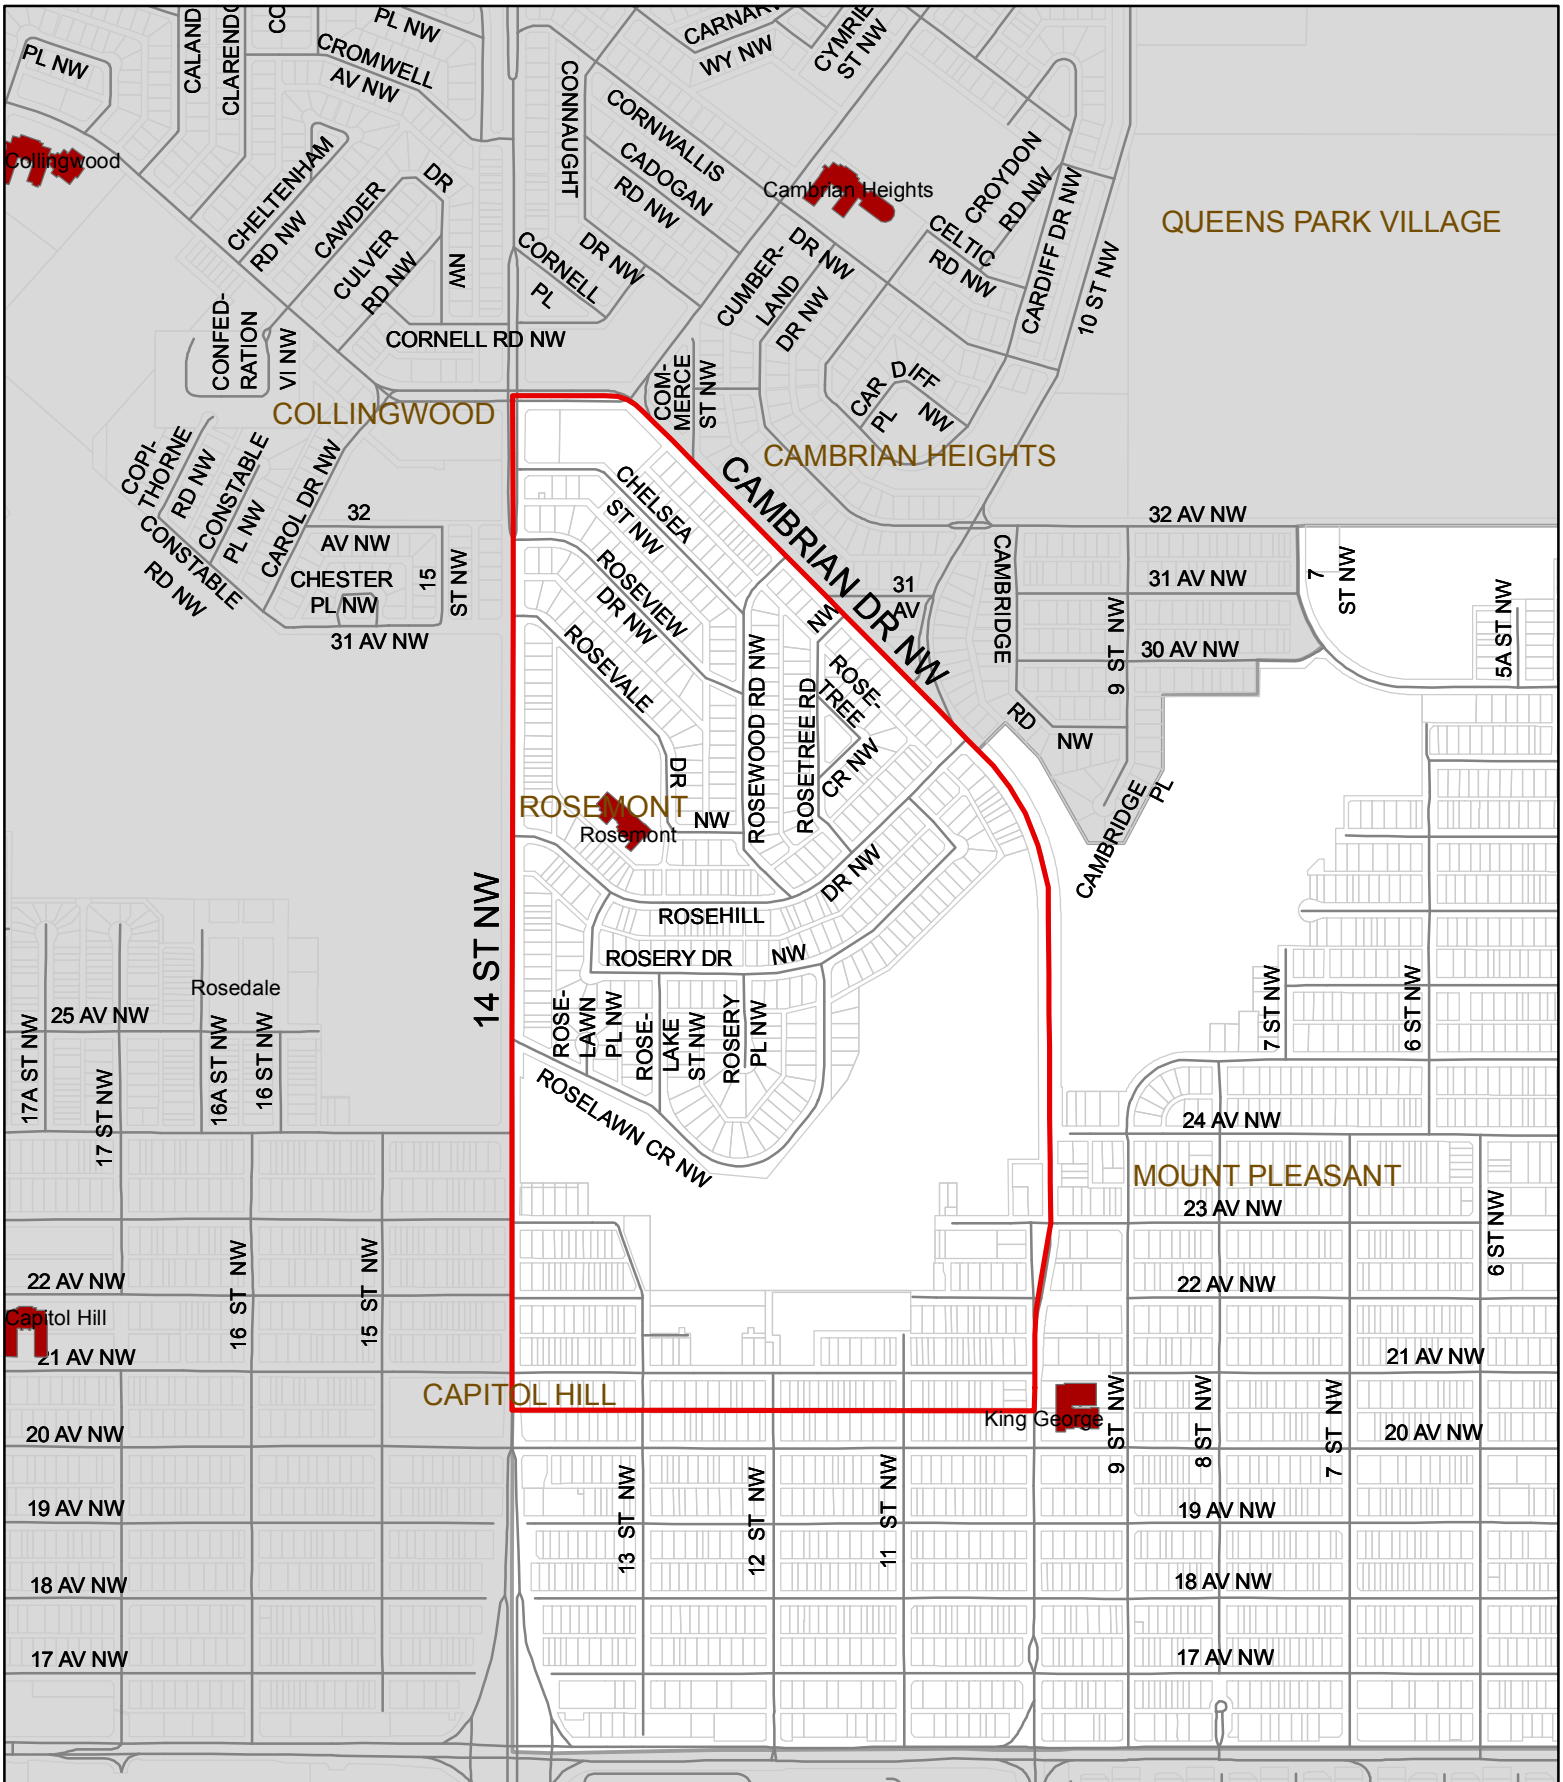 PL NW
CALAND
CLARENDO
CO
PL NW
CROMWELL
AV NW
CONNAUGHT
CARNARV
WY NW
CYMRIE
ST NW
CORNWALLIS
CADOGAN
RD NW
Collingwood
CHELTENHAM
RD NW
CAWDER
DR
NW
CULVER
RD NW
CORNELL
PL
DR NW
CORNELL RD NW
Cambrian Heights
CROYDON
RD NW
CELTIC
RD NW
CARDIFF DR NW
10 ST NW
QUEENS PARK VILLAGE
CUMBER-
LAND
DR NW
DR NW
CONFED-
RATION
VI NW
COM-
MERCE
ST NW
CAR
DIFF
PL
NW
COLLINGWOOD
CAMBRIAN HEIGHTS
COPI-
THORNE
RD NW
CONSTABLE
PL NW
CAROL DR NW
CONSTABLE
RD NW
32
AV NW
CHESTER
PL NW
15
ST NW
31 AV NW
CHELSEA
ST NW
ROSEVIEW
DR NW
ROSEVALE
DR
NW
CAMBRIAN DR NW
31
AV
NW
CAMBRIDGE
RD
NW
32 AV NW
31 AV NW
30 AV NW
9 ST NW
7
ST NW
5A ST NW
CAMBRIDGE
PL
ROSEWOOD RD NW
ROSETREE RD
ROSE-
TREE
CR NW
ROSEMONT
Rosemont
14 ST NW
ROSEHILL
DR NW
ROSERY DR
NW
ROSE-
LAWN
PL NW
ROSE-
LAKE
ST NW
ROSERY
PL NW
ROSELAWN CR NW
Rosedale
25 AV NW
17A ST NW
17 ST NW
16A ST NW
16 ST NW
7 ST NW
6 ST NW
24 AV NW
MOUNT PLEASANT
23 AV NW
6 ST NW
22 AV NW
16 ST NW
15 ST NW
22 AV NW
Capitol Hill
21 AV NW
21 AV NW
CAPITOL HILL
King George
20 AV NW
9 ST NW
8 ST NW
7 ST NW
20 AV NW
13 ST NW
12 ST NW
11 ST NW
19 AV NW
19 AV NW
18 AV NW
18 AV NW
17 AV NW
17 AV NW